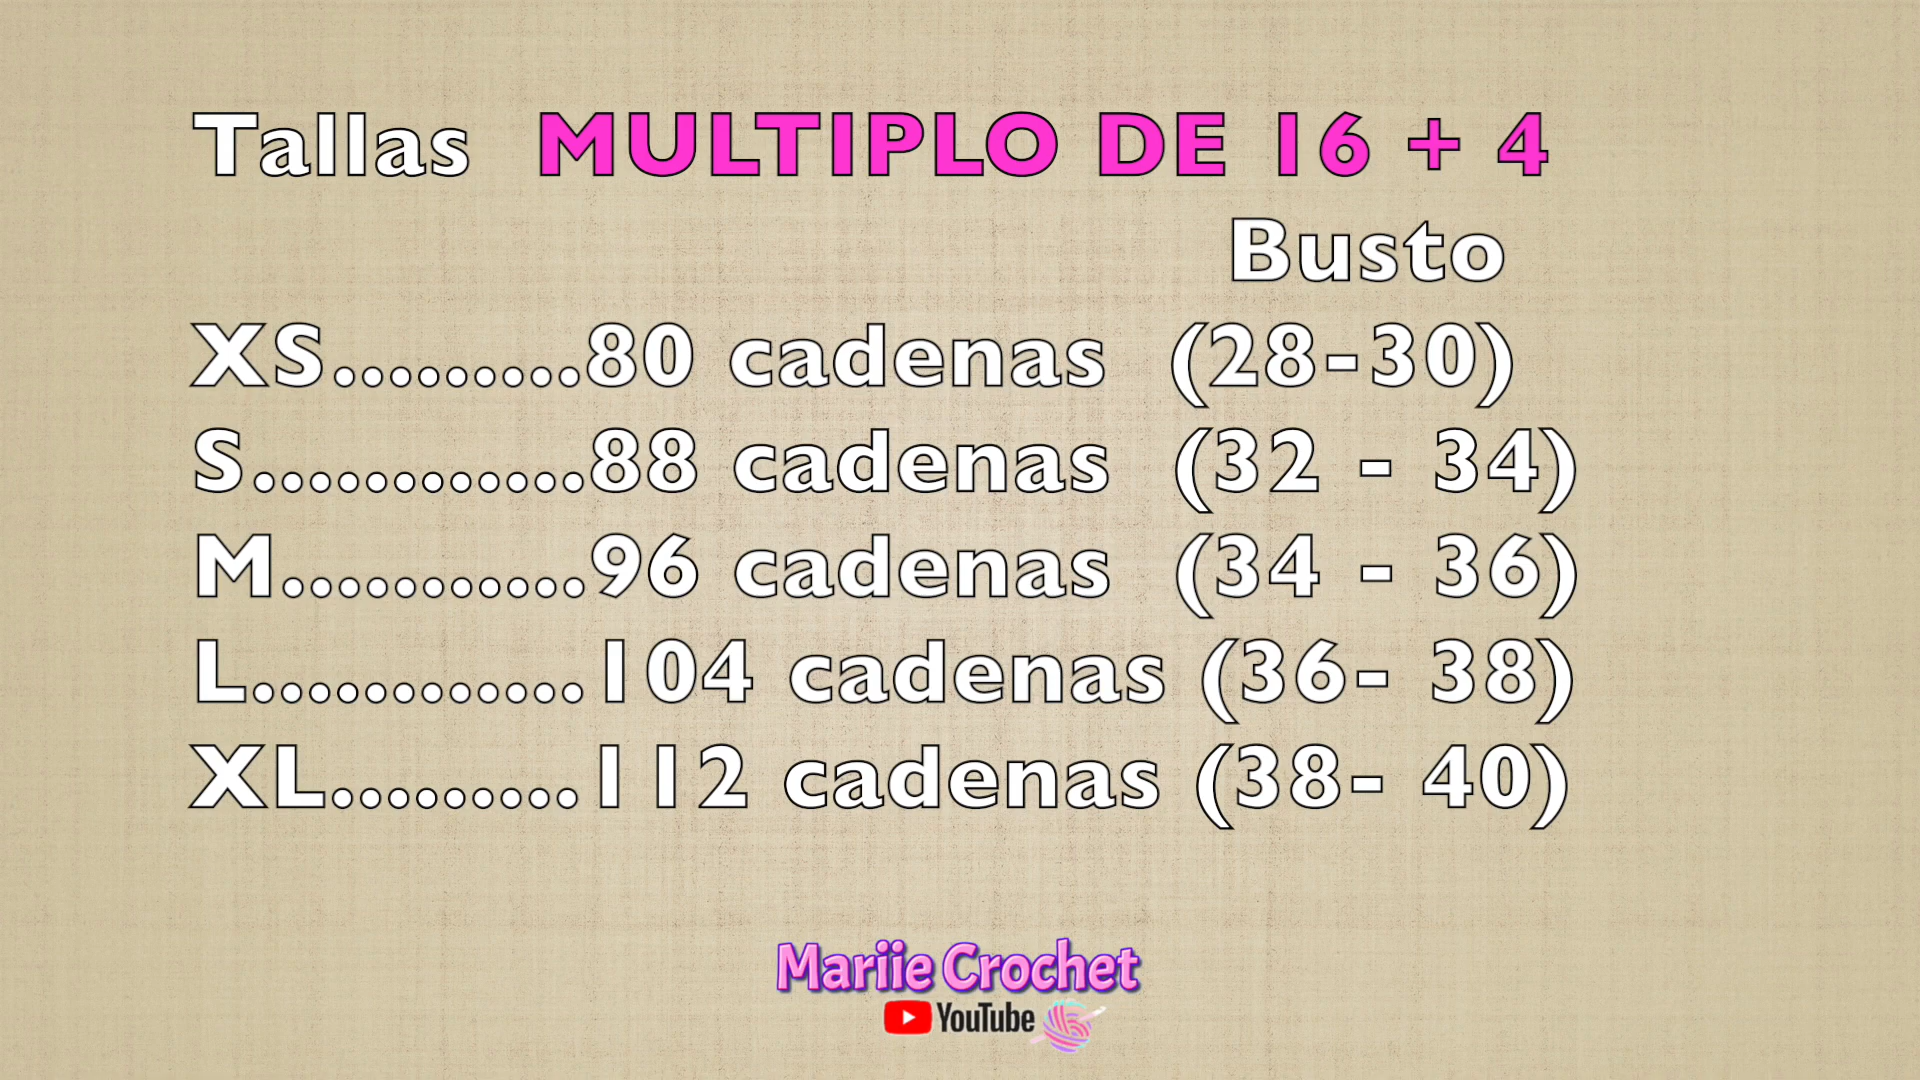 Tallas MULTIPLO DE 16 + 4
Busto
XS.........80 cadenas (28-30)
S............88 cadenas (32 - 34)
M...........96 cadenas (34 - 36)
L............104 cadenas (36- 38)
XL.........112 cadenas (38- 40)
Mariie Crochet
YouTube